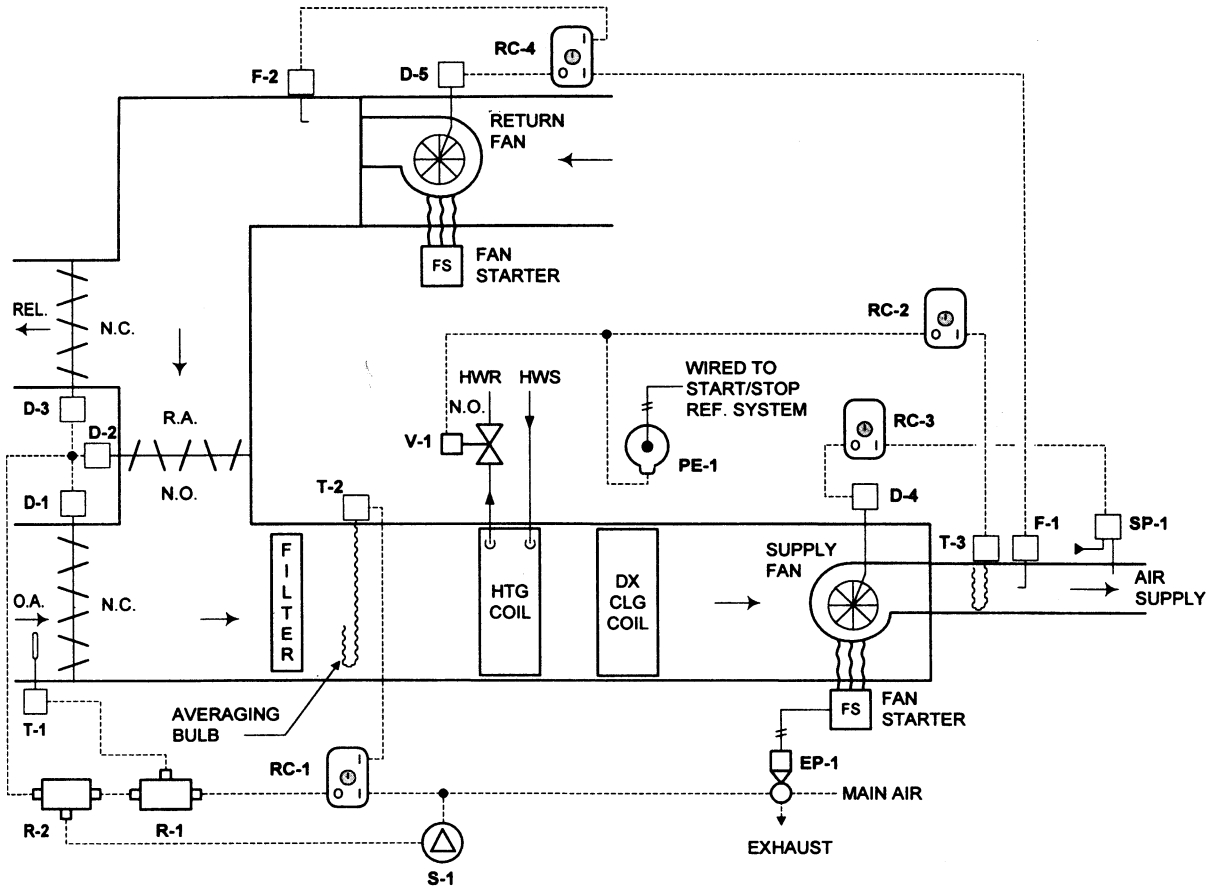 RC-4
I
O I
F-2
D-5
RETURN
FAN
FS
FAN
STARTER
REL.
N.C.
RC-2
O I
D-3
D-2
R.A.
N.O.
D-1
HWR
HWS
N.O.
V-1
WIRED TO
START/STOP
REF. SYSTEM
PE-1
RC-3
O I
D-4
T-2
T-3
F-1
SP-1
O.A.
N.C.
FILTER
HTG
COIL
DX
CLG
COIL
SUPPLY
FAN
AIR
SUPPLY
T-1
AVERAGING
BULB
FS
FAN
STARTER
RC-1
I
O I
EP-1
MAIN AIR
R-2
R-1
S-1
EXHAUST